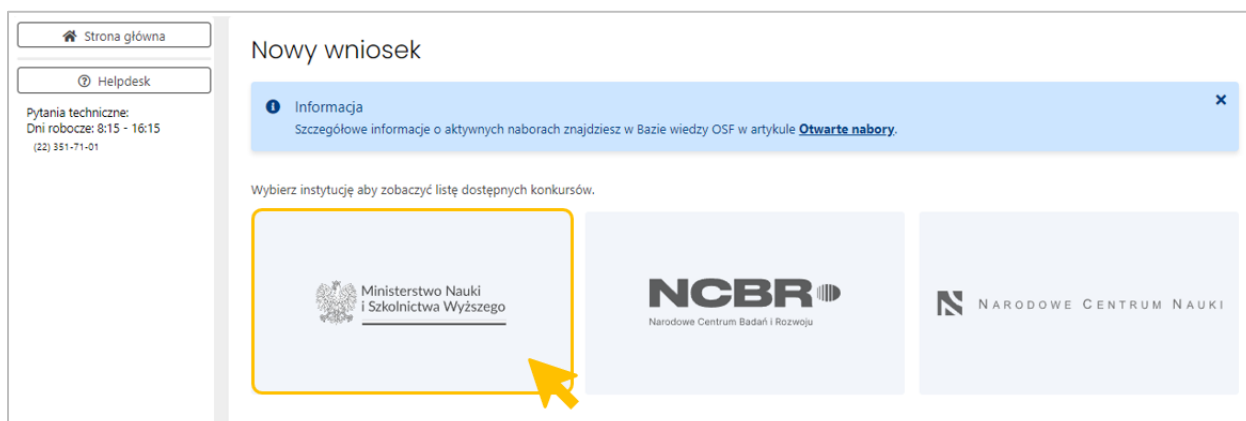 Strona główna
Helpdesk
Pytania techniczne:
Dni robocze: 8:15 - 16:15
(22) 351-71-01
Nowy wniosek
Informacja
Szczegółowe informacje o aktywnych naborach znajdziesz w Bazie wiedzy OSF w artykule Otwarte nabory.
Wybierz instytucję aby zobaczyć listę dostępnych konkursów.
Ministerstwo Nauki
i Szkolnictwa Wyższego
NCBR
Narodowe Centrum Badań i Rozwoju
NARODOWE CENTRUM NAUKI